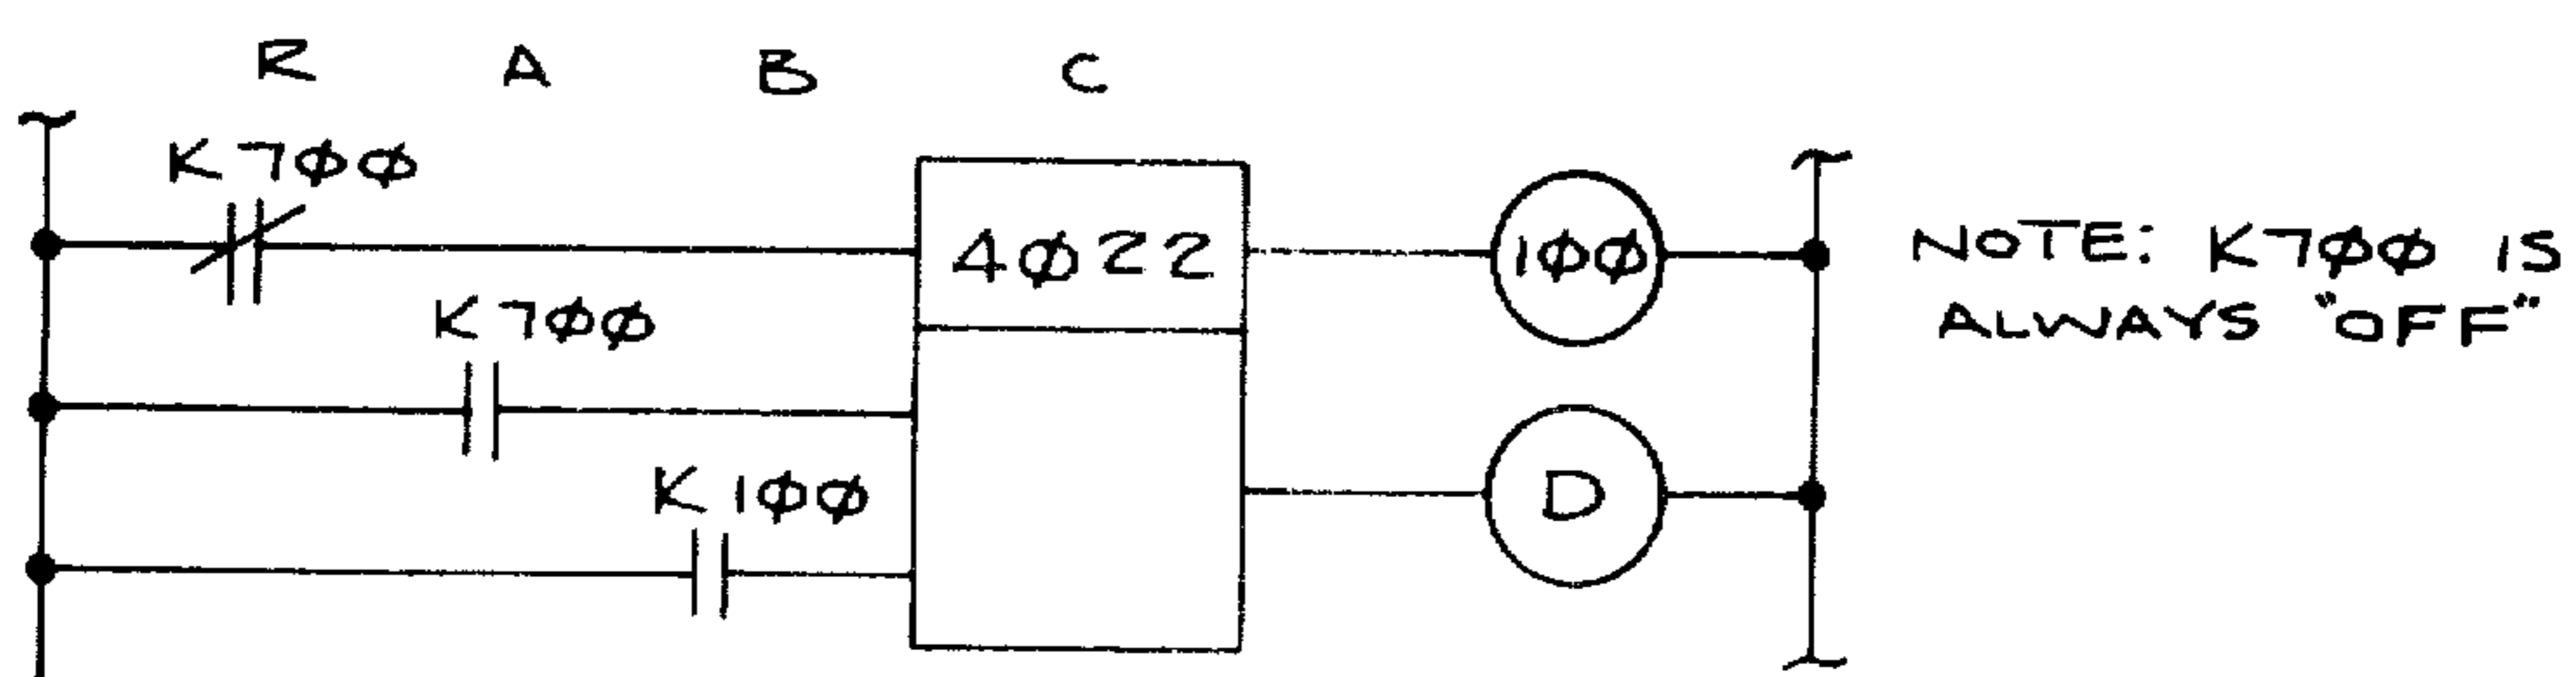 R A B C
K7ØØ
4Ø22
1ØØ
NOTE: K7ØØ IS
ALWAYS "OFF"
K7ØØ
K1ØØ
D